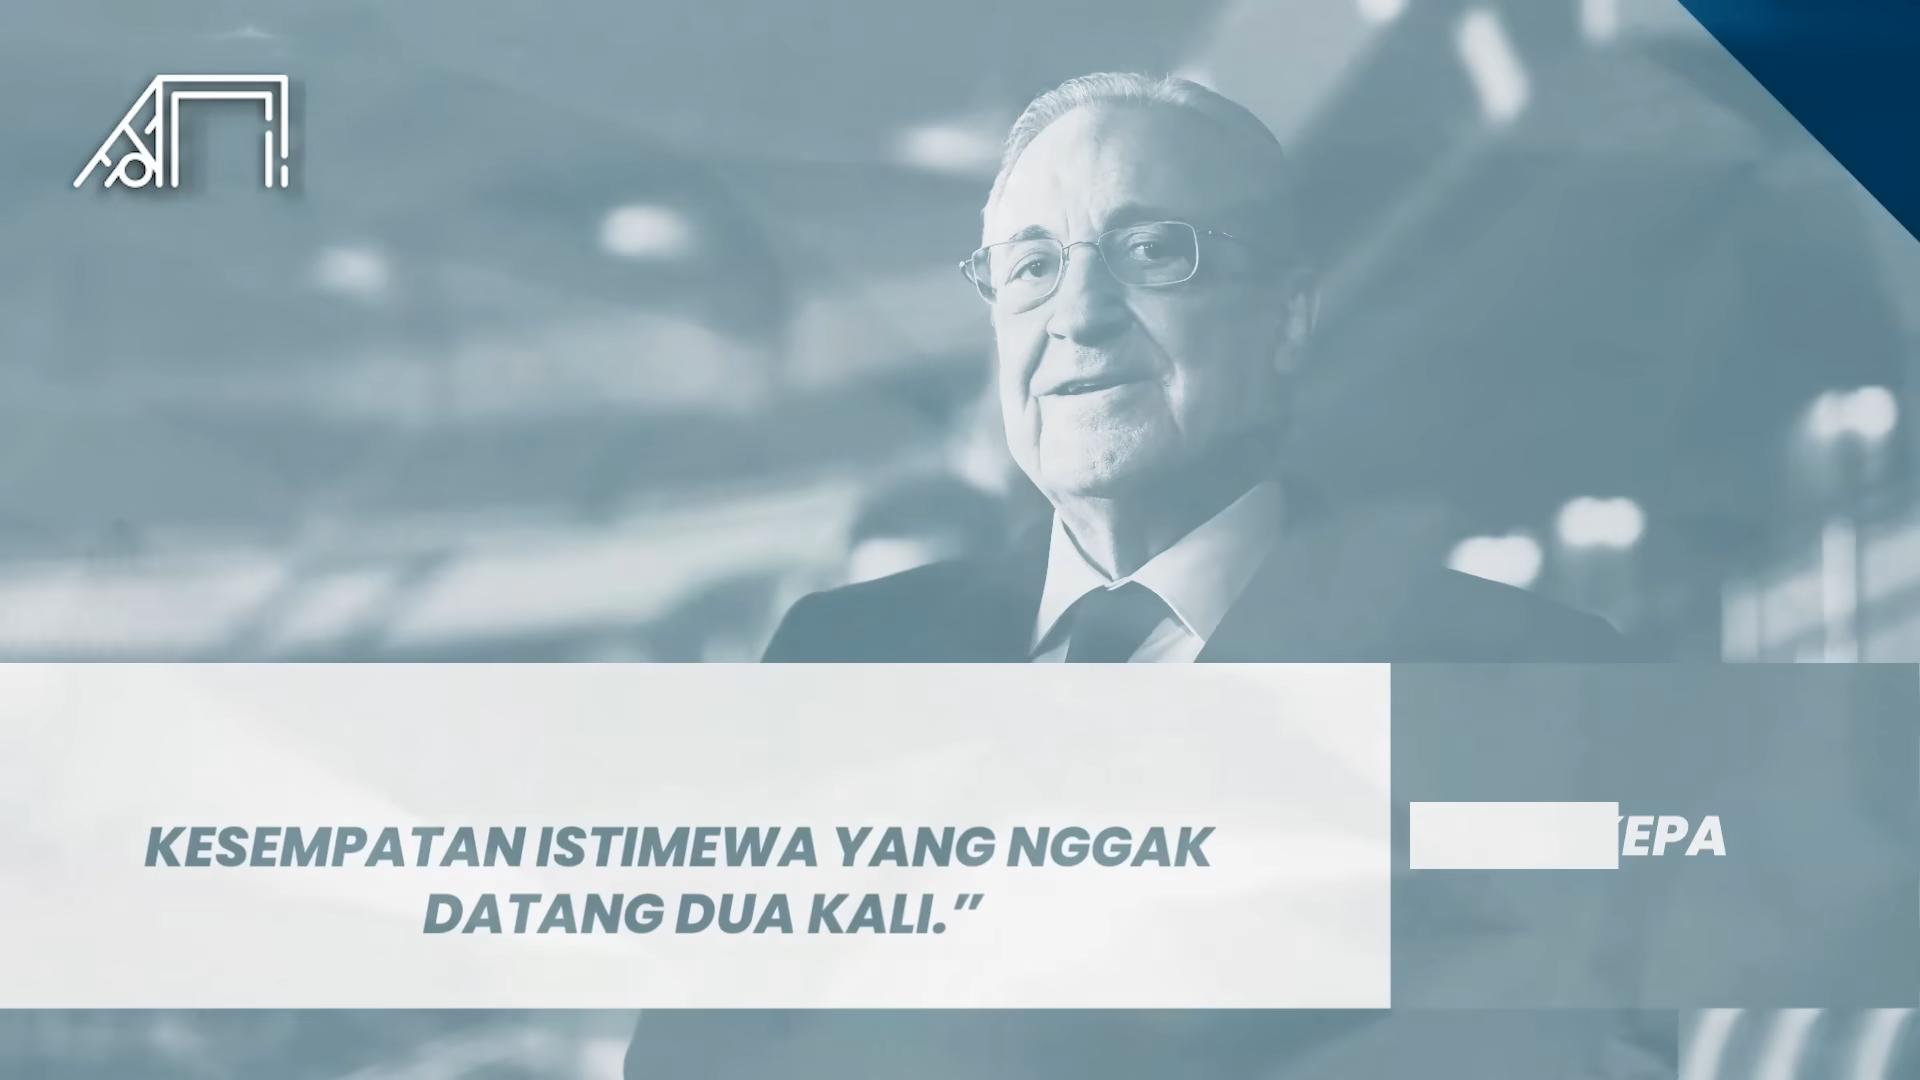 KESEMPATAN ISTIMEWA YANG NGGAK
DATANG DUA KALI.”